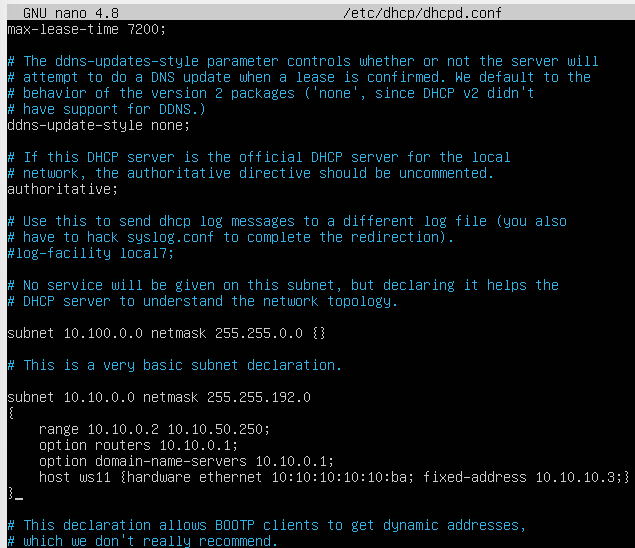 GNU nano 4.8 /etc/dhcp/dhcpd.conf
max-lease-time 7200;
# The ddns-updates-style parameter controls whether or not the server will
# attempt to do a DNS update when a lease is confirmed. We default to the
# behavior of the version 2 packages ('none', since DHCP v2 didn't
# have support for DDNS.)
ddns-update-style none;
# If this DHCP server is the official DHCP server for the local
# network, the authoritative directive should be uncommented.
authoritative;
# Use this to send dhcp log messages to a different log file (you also
# have to hack syslog.conf to complete the redirection).
#log-facility local7;
# No service will be given on this subnet, but declaring it helps the
# DHCP server to understand the network topology.
subnet 10.100.0.0 netmask 255.255.0.0 {}
# This is a very basic subnet declaration.
subnet 10.10.0.0 netmask 255.255.192.0
{
range 10.10.0.2 10.10.50.250;
option routers 10.10.0.1;
option domain-name-servers 10.10.0.1;
host ws11 {hardware ethernet 10:10:10:10:10:ba; fixed-address 10.10.10.3;}
}_
# This declaration allows BOOTP clients to get dynamic addresses,
# which we don't really recommend.